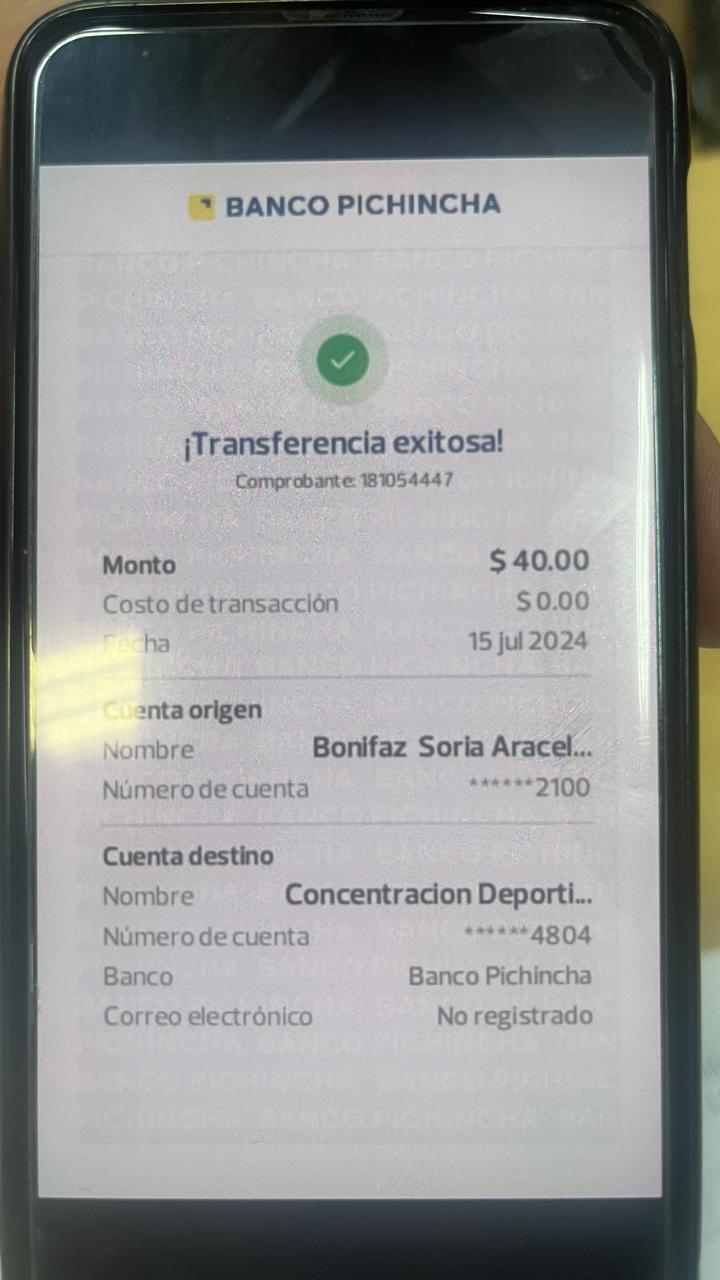 BANCO PICHINCHA
¡Transferencia exitosa!
Comprobante: 181054447
Monto $ 40.00
Costo de transacción $ 0.00
Fecha 15 jul 2024
Cuenta origen
Nombre Bonifaz Soria Aracel...
Número de cuenta ******2100
Cuenta destino
Nombre Concentracion Deporti...
Número de cuenta ******4804
Banco Banco Pichincha
Correo electrónico No registrado